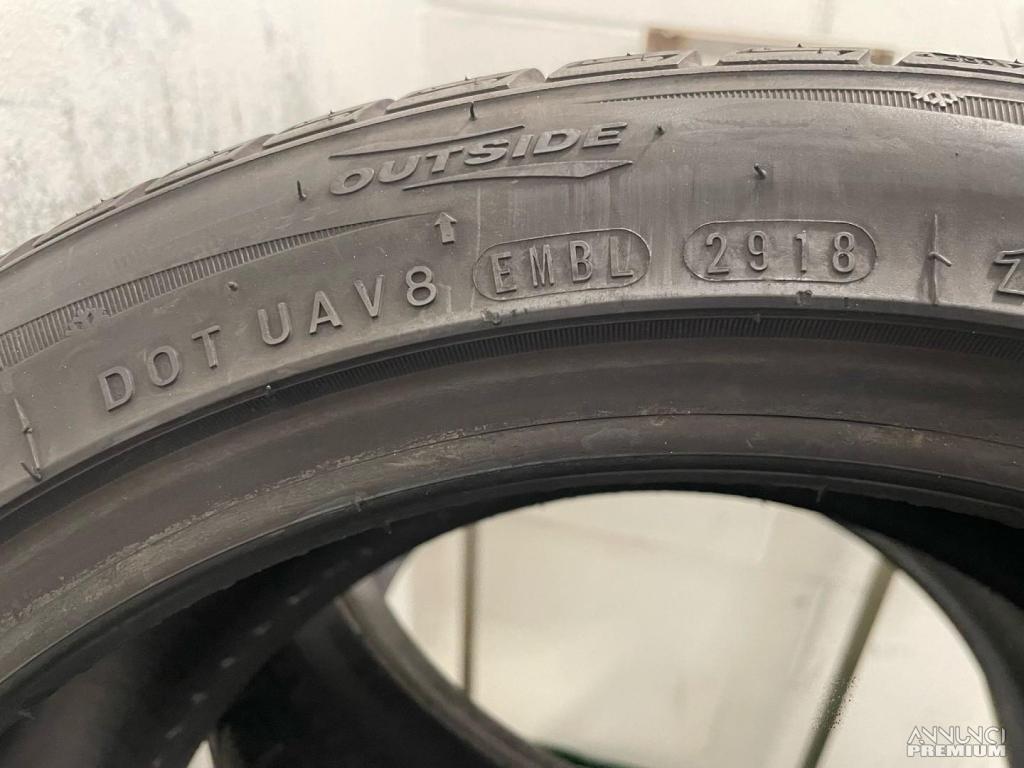 OUTSIDE
DOT UAV8 EMBL 2918
ANNUNCI
PREMIUM